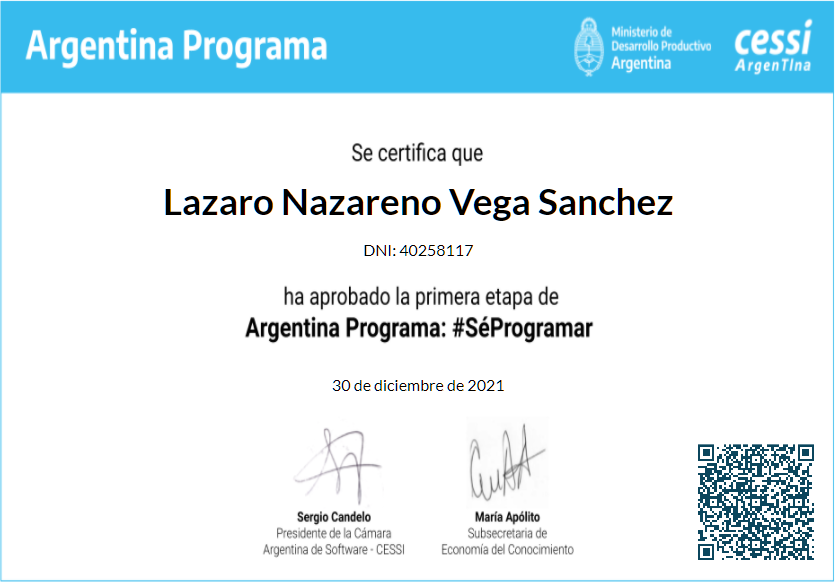 Argentina Programa
Ministerio de
Desarrollo Productivo
Argentina
cessi
ArgenTIna
Se certifica que
Lazaro Nazareno Vega Sanchez
DNI: 40258117
ha aprobado la primera etapa de
Argentina Programa: #SéProgramar
30 de diciembre de 2021
Sergio Candelo
Presidente de la Cámara
Argentina de Software - CESSI
María Apólito
Subsecretaria de
Economía del Conocimiento